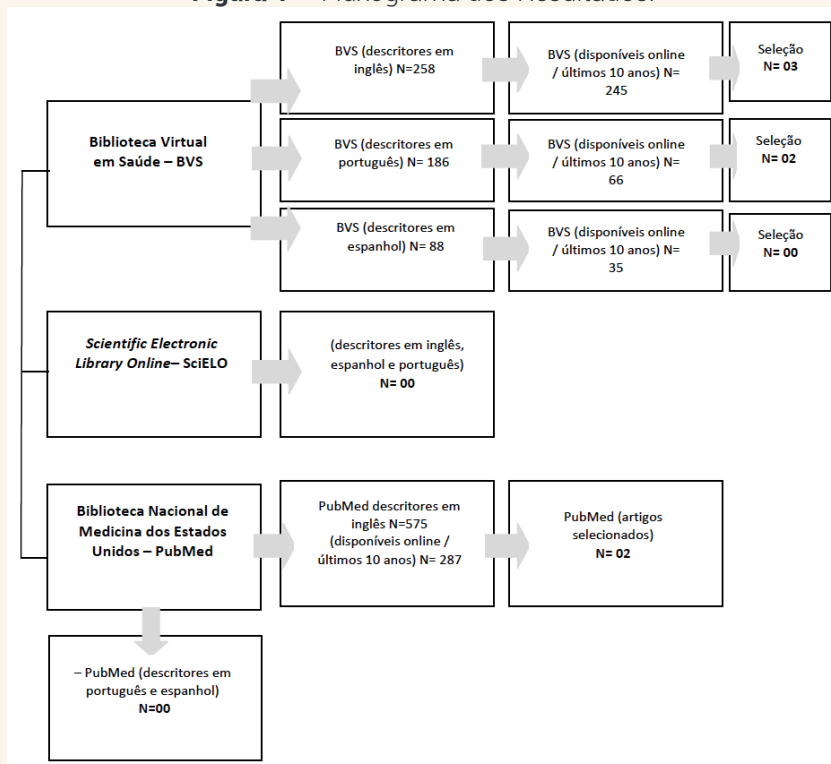 BVS (descritores em
inglês) N=258
BVS (disponíveis online
/ últimos 10 anos) N=
245
Seleção
N= 03
Biblioteca Virtual
em Saúde – BVS
BVS (descritores em
português) N= 186
BVS (disponíveis online
/ últimos 10 anos) N=
66
Seleção
N= 02
BVS (descritores em
espanhol) N= 88
BVS (disponíveis online
/ últimos 10 anos) N=
35
Seleção
N= 00
Scientific Electronic
Library Online– SciELO
(descritores em inglês,
espanhol e português)
N= 00
Biblioteca Nacional de
Medicina dos Estados
Unidos – PubMed
PubMed descritores em
inglês N=575
(disponíveis online /
últimos 10 anos) N= 287
PubMed (artigos
selecionados)
N= 02
– PubMed (descritores em
português e espanhol)
N=00